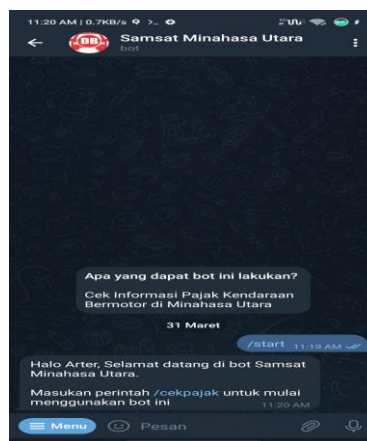 11:20 AM | 0.7KB/s
DB
Samsat Minahasa Utara
bot
Apa yang dapat bot ini lakukan?
Cek Informasi Pajak Kendaraan
Bermotor di Minahasa Utara
31 Maret
/start 11:19 AM
Halo Arter, Selamat datang di bot Samsat
Minahasa Utara.
Masukan perintah /cekpajak untuk mulai
menggunakan bot ini 11:20 AM
Menu
Pesan